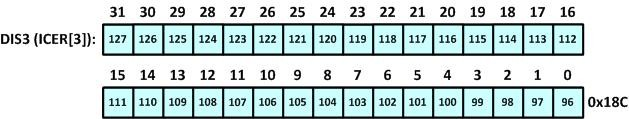 31 30 29 28 27 26 25 24 23 22 21 20 19 18 17 16
DIS3 (ICER[3]): 127 126 125 124 123 122 121 120 119 118 117 116 115 114 113 112
15 14 13 12 11 10 9 8 7 6 5 4 3 2 1 0
111 110 109 108 107 106 105 104 103 102 101 100 99 98 97 96 0x18C